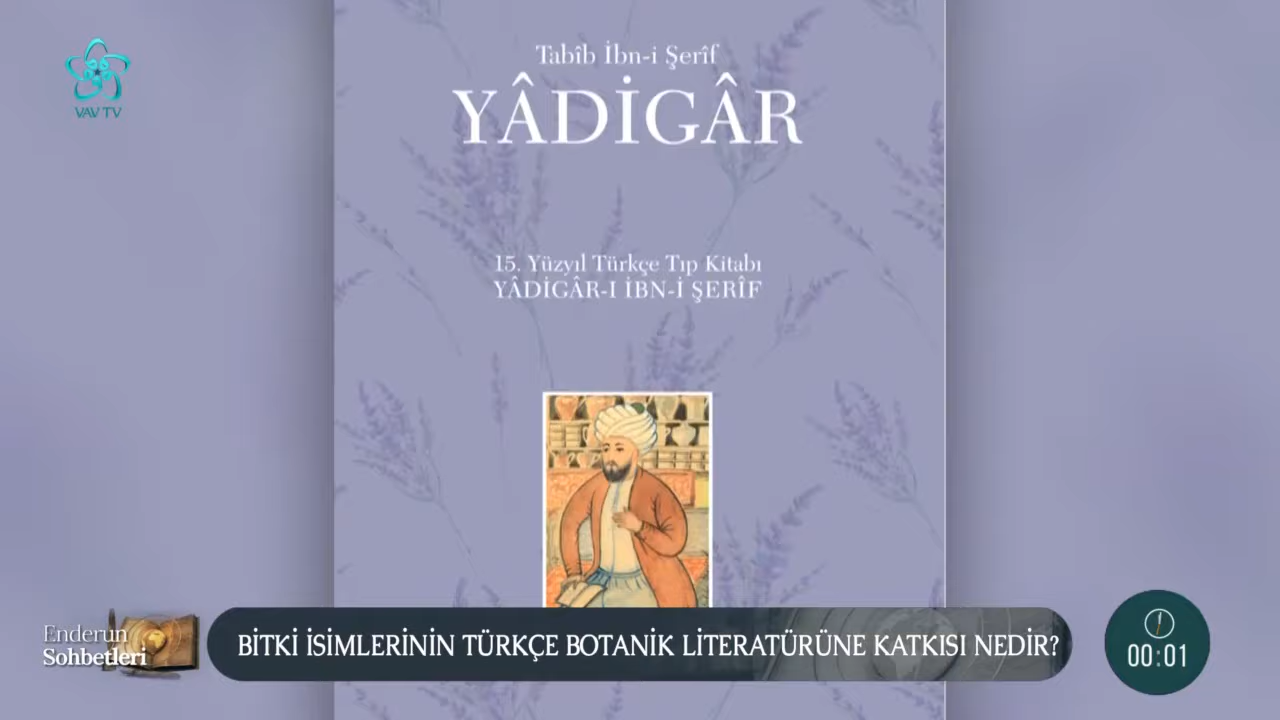 VAV TV
Tabîb İbn-i Şerîf
YÂDİGÂR
15. Yüzyıl Türkçe Tıp Kitabı
YÂDİGÂR-I İBN-İ ŞERÎF
Enderun
Sohbetleri
BİTKİ İSİMLERİNİN TÜRKÇE BOTANİK LİTERATÜRÜNE KATKISI NEDİR?
00:01